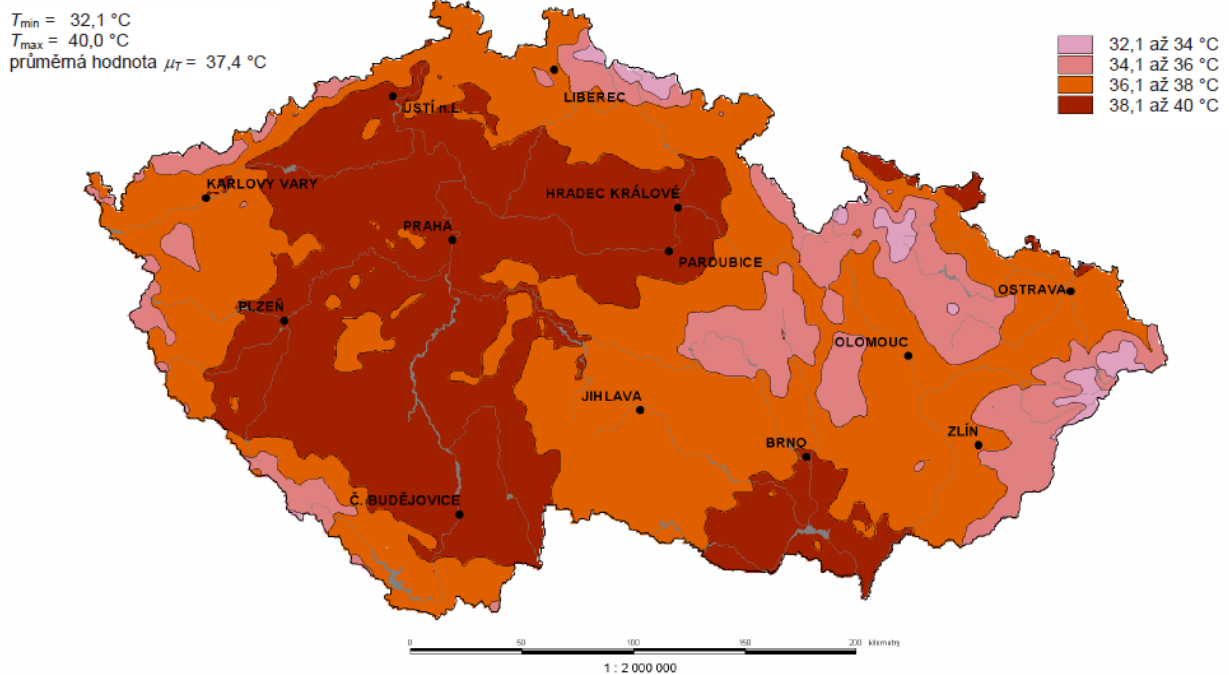 Tmin = 32,1 °C
Tmax = 40,0 °C
průměrná hodnota μT = 37,4 °C
32,1 až 34 °C
34,1 až 36 °C
36,1 až 38 °C
38,1 až 40 °C
LIBEREC
ÚSTÍ n.L.
KARLOVY VARY
HRADEC KRÁLOVÉ
PRAHA
PARDUBICE
OSTRAVA
PLZEŇ
OLOMOUC
JIHLAVA
BRNO
ZLÍN
Č. BUDĚJOVICE
0 50 100 150 200 kilometry
1 : 2 000 000